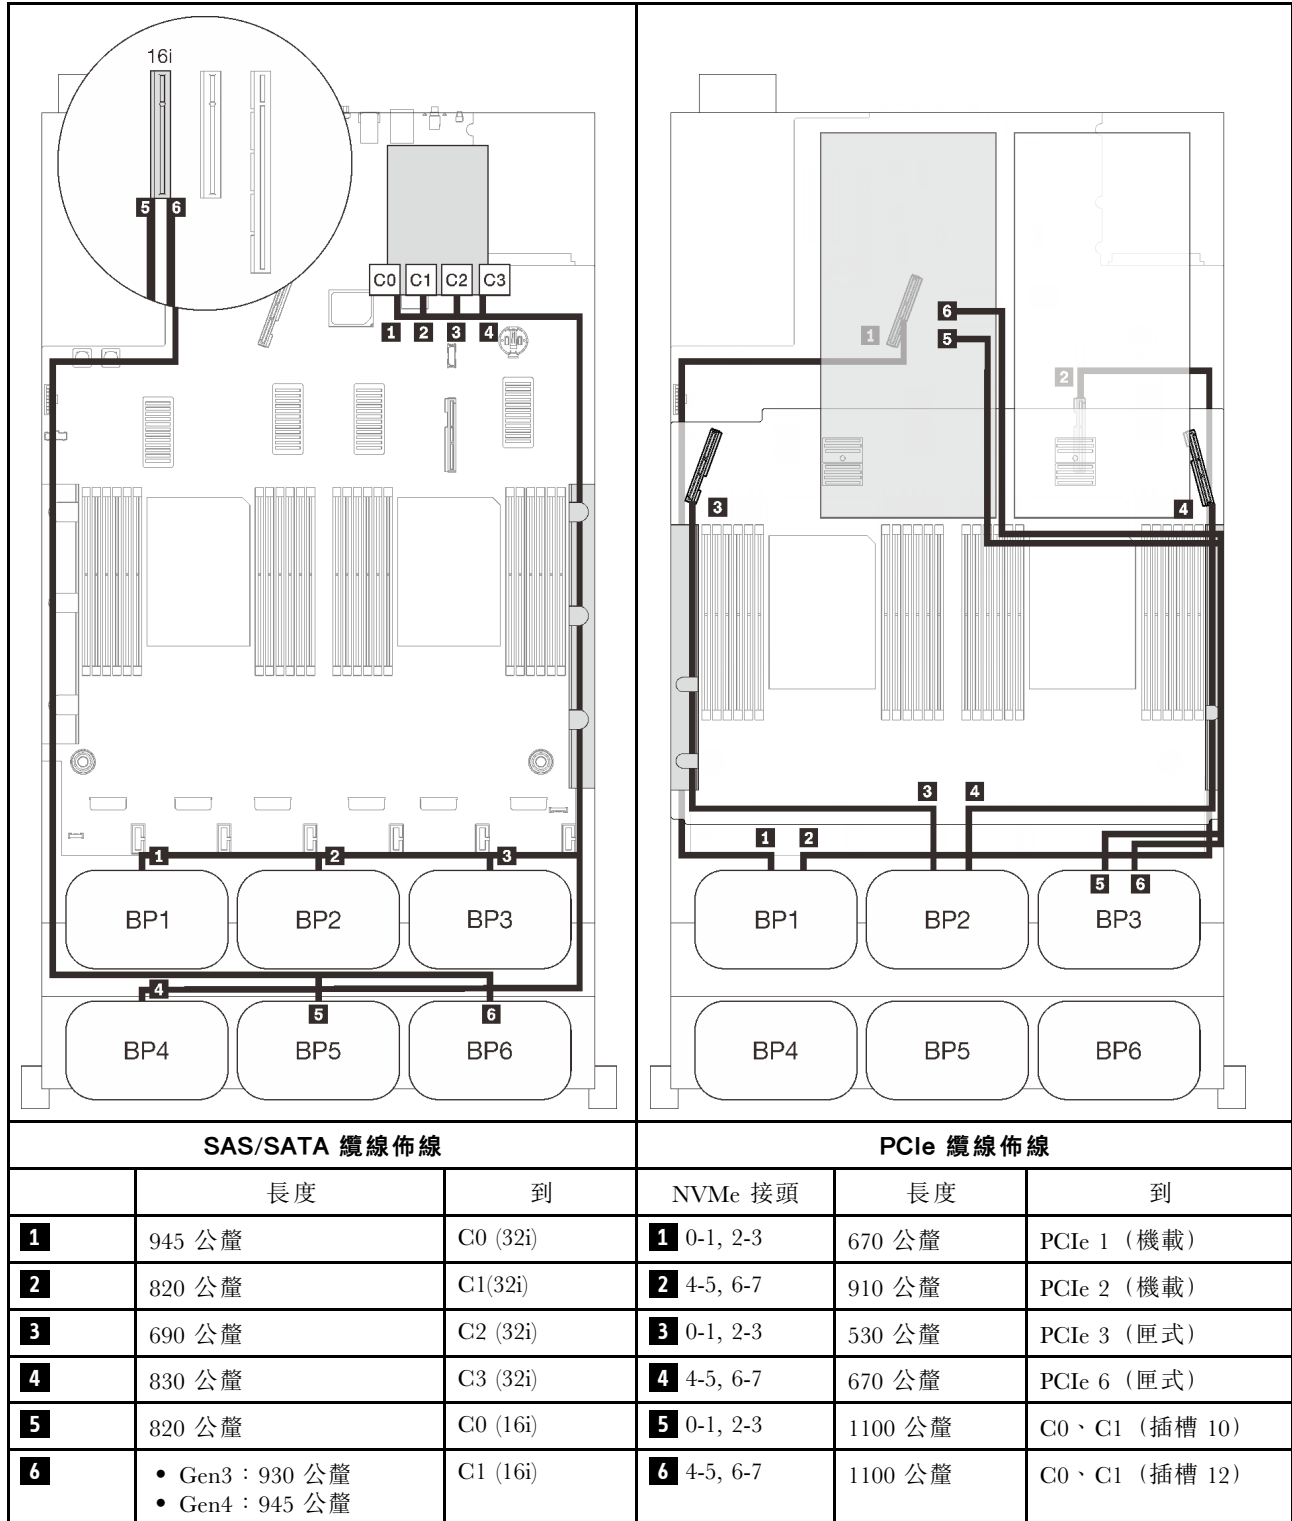 16i
5 6
C0 C1 C2 C3
1 2 3 4
1 2 3
BP1 BP2 BP3
4 5 6
BP4 BP5 BP6
6
1 5
2
3 4
3 4
1 2
5 6
BP1 BP2 BP3
BP4 BP5 BP6
SAS/SATA 纜線佈線 PCIe 纜線佈線
長度 到 NVMe 接頭 長度 到
1 945 公釐 C0 (32i) 1 0-1, 2-3 670 公釐 PCIe 1（機載）
2 820 公釐 C1(32i) 2 4-5, 6-7 910 公釐 PCIe 2（機載）
3 690 公釐 C2 (32i) 3 0-1, 2-3 530 公釐 PCIe 3（匣式）
4 830 公釐 C3 (32i) 4 4-5, 6-7 670 公釐 PCIe 6（匣式）
5 820 公釐 C0 (16i) 5 0-1, 2-3 1100 公釐 C0、C1（插槽 10）
6 • Gen3：930 公釐 C1 (16i) 6 4-5, 6-7 1100 公釐 C0、C1（插槽 12）
• Gen4：945 公釐